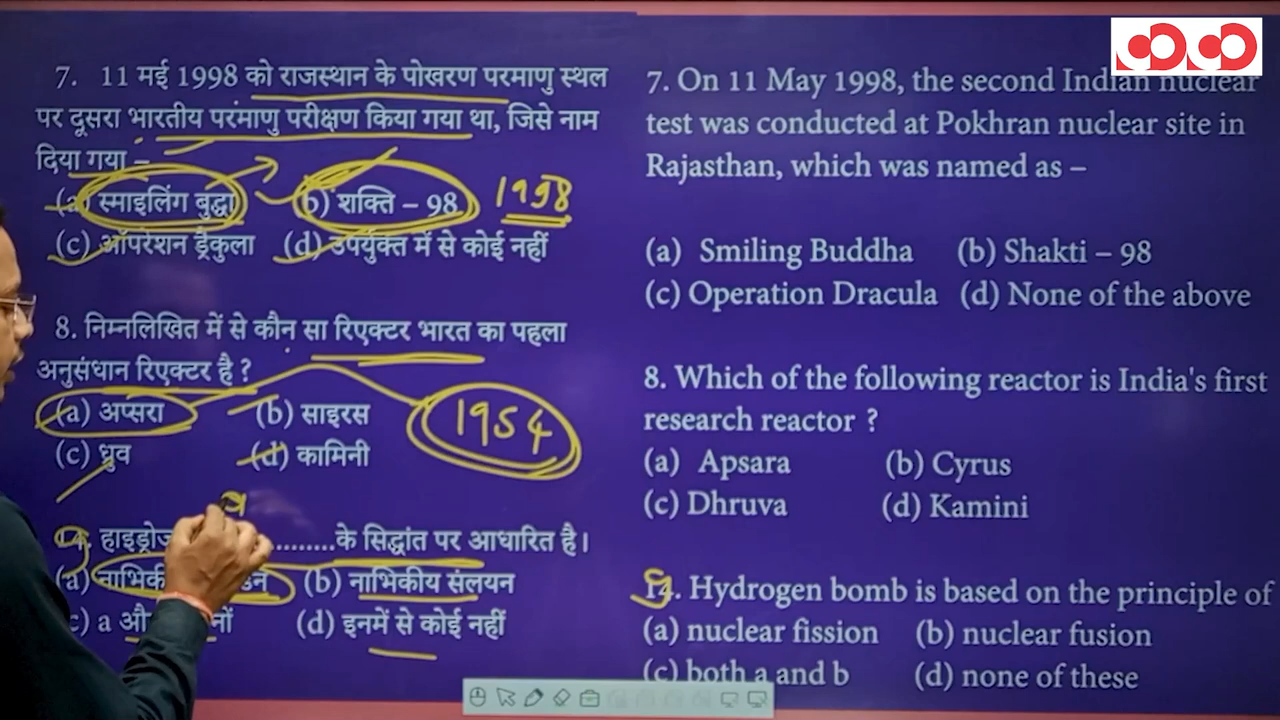 7. 11 मई 1998 को राजस्थान के पोखरण परमाणु स्थल
पर दूसरा भारतीय परमाणु परीक्षण किया गया था, जिसे नाम
दिया गया –
(a) स्माइलिंग बुद्धा (b) शक्ति – 98 1998
(c) ऑपरेशन ड्रैकुला (d) उपर्युक्त में से कोई नहीं
8. निम्नलिखित में से कौन सा रिएक्टर भारत का पहला
अनुसंधान रिएक्टर है ?
(a) अप्सरा (b) साइरस 1954
(c) ध्रुव (d) कामिनी
.........के सिद्धांत पर आधारित है।
(a) (b) नाभिकीय संलयन
c) a (d) इनमें से कोई नहीं
7. On 11 May 1998, the second Indian nuclear
test was conducted at Pokhran nuclear site in
Rajasthan, which was named as –
(a) Smiling Buddha (b) Shakti – 98
(c) Operation Dracula (d) None of the above
8. Which of the following reactor is India's first
research reactor ?
(a) Apsara (b) Cyrus
(c) Dhruva (d) Kamini
14. Hydrogen bomb is based on the principle of
(a) nuclear fission (b) nuclear fusion
(c) both a and b (d) none of these